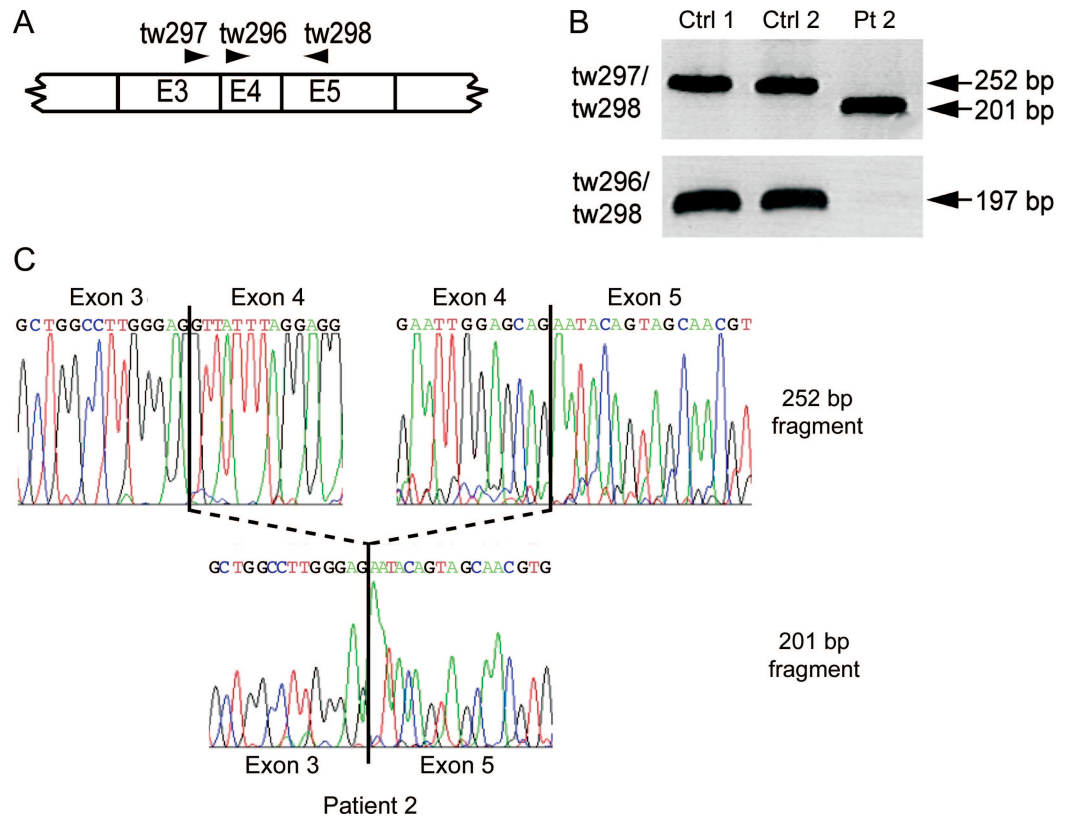 A
tw297 tw296 tw298
E3 E4 E5
B
Ctrl 1 Ctrl 2 Pt 2
tw297/
tw298
252 bp
201 bp
tw296/
tw298
197 bp
C
Exon 3 Exon 4
GCTGGCCTTGGGAGGTTATTTAGGAGG
Exon 4 Exon 5
GAATTGGAGCAGAATACAGTAGCAACGT
252 bp
fragment
GCTGGCCTTGGGAGAATACAGTAGCAACGTG
201 bp
fragment
Exon 3 Exon 5
Patient 2